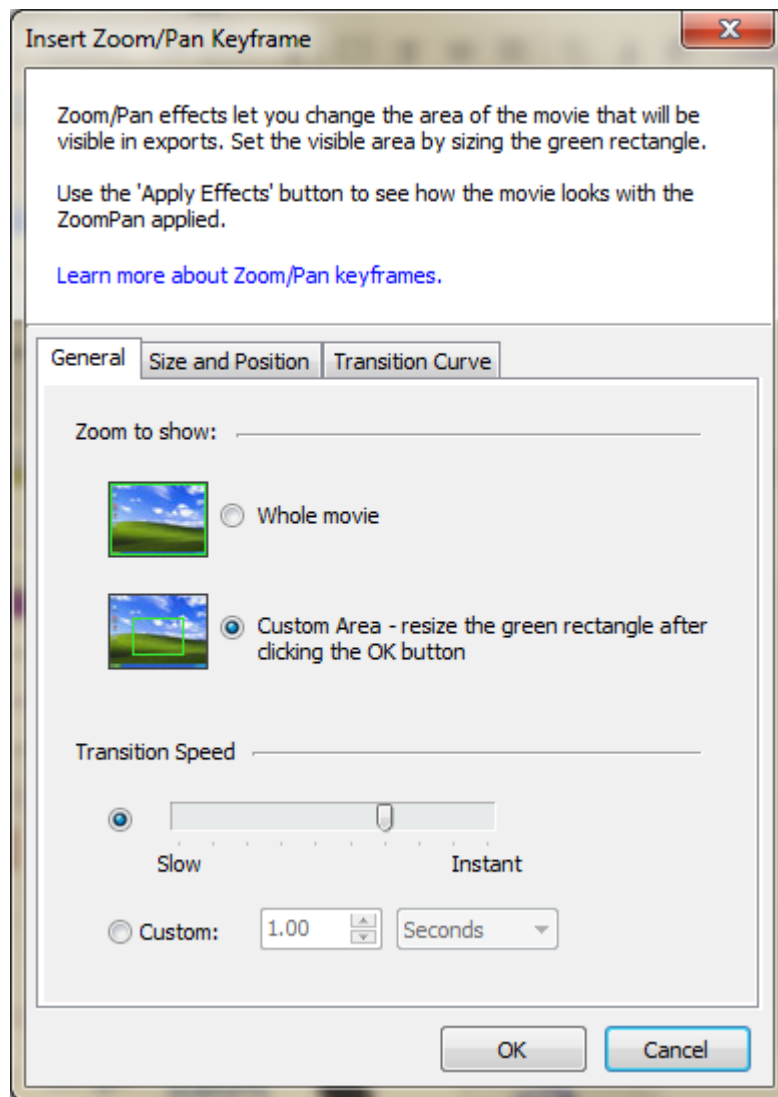 Insert Zoom/Pan Keyframe
Zoom/Pan effects let you change the area of the movie that will be
visible in exports. Set the visible area by sizing the green rectangle.
Use the 'Apply Effects' button to see how the movie looks with the
ZoomPan applied.
Learn more about Zoom/Pan keyframes.
General Size and Position Transition Curve
Zoom to show:
Whole movie
Custom Area - resize the green rectangle after
clicking the OK button
Transition Speed
Slow Instant
Custom: 1.00 Seconds
OK Cancel